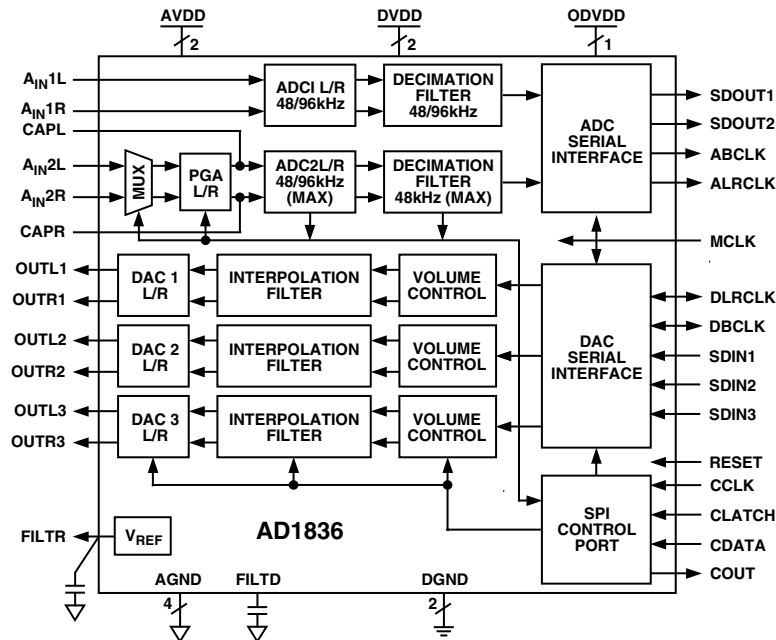 AVDD
2
DVDD
2
ODVDD
1
AIN1L
AIN1R
CAPL
AIN2L
AIN2R
CAPR
MUX
PGA
L/R
ADCI L/R
48/96kHz
DECIMATION
FILTER
48/96kHz
ADC2L/R
48/96kHz
(MAX)
DECIMATION
FILTER
48kHz (MAX)
ADC
SERIAL
INTERFACE
SDOUT1
SDOUT2
ABCLK
ALRCLK
MCLK
OUTL1
OUTR1
DAC 1
L/R
INTERPOLATION
FILTER
VOLUME
CONTROL
OUTL2
OUTR2
DAC 2
L/R
INTERPOLATION
FILTER
VOLUME
CONTROL
OUTL3
OUTR3
DAC 3
L/R
INTERPOLATION
FILTER
VOLUME
CONTROL
DAC
SERIAL
INTERFACE
DLRCLK
DBCLK
SDIN1
SDIN2
SDIN3
RESET
CCLK
CLATCH
CDATA
COUT
SPI
CONTROL
PORT
FILTR
VREF
AD1836
AGND
4
FILTD
DGND
2